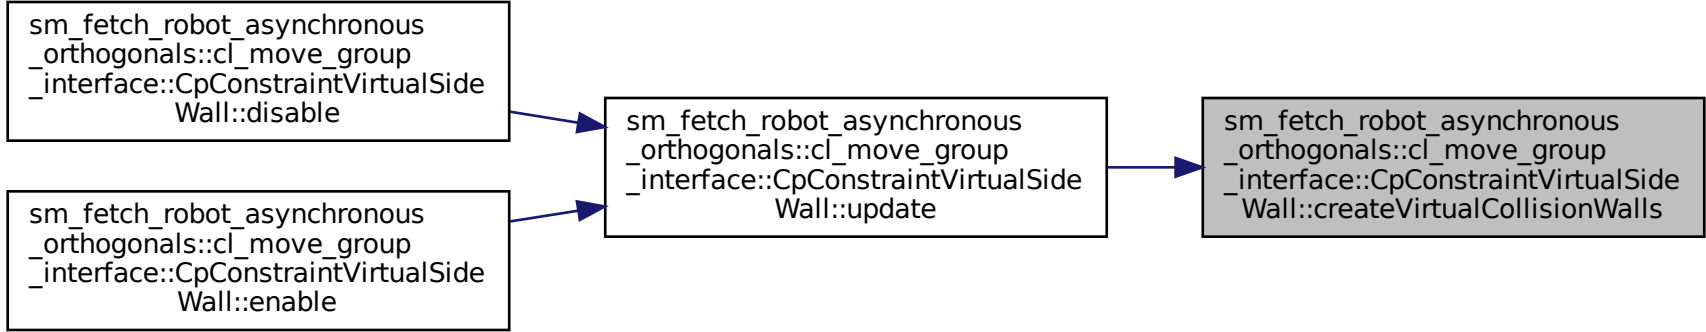 sm_fetch_robot_asynchronous
_orthogonals::cl_move_group
_interface::CpConstraintVirtualSide
Wall::disable
sm_fetch_robot_asynchronous
_orthogonals::cl_move_group
_interface::CpConstraintVirtualSide
Wall::enable
sm_fetch_robot_asynchronous
_orthogonals::cl_move_group
_interface::CpConstraintVirtualSide
Wall::update
sm_fetch_robot_asynchronous
_orthogonals::cl_move_group
_interface::CpConstraintVirtualSide
Wall::createVirtualCollisionWalls